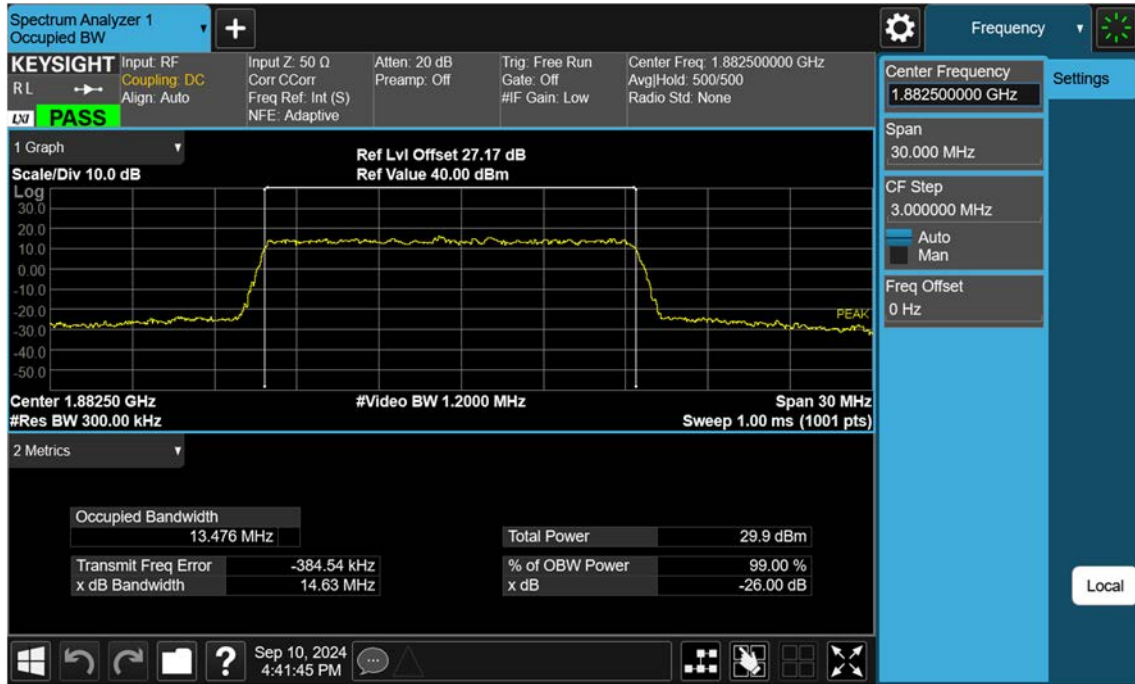 Spectrum Analyzer 1
Occupied BW
Frequency
KEYSIGHT
RL
LXI PASS
Input: RF
Coupling: DC
Align: Auto
Input Z: 50 Ω
Corr CCorr
Freq Ref: Int (S)
NFE: Adaptive
Atten: 20 dB
Preamp: Off
Trig: Free Run
Gate: Off
#IF Gain: Low
Center Freq: 1.882500000 GHz
Avg|Hold: 500/500
Radio Std: None
Center Frequency
1.882500000 GHz
Settings
Span
30.000 MHz
CF Step
3.000000 MHz
Auto
Man
Freq Offset
0 Hz
Local
1 Graph
Scale/Div 10.0 dB
Ref Lvl Offset 27.17 dB
Ref Value 40.00 dBm
Log
30.0
20.0
10.0
0.00
-10.0
-20.0
-30.0
-40.0
-50.0
PEAK
Center 1.88250 GHz
#Video BW 1.2000 MHz
Span 30 MHz
#Res BW 300.00 kHz
Sweep 1.00 ms (1001 pts)
2 Metrics
Occupied Bandwidth
13.476 MHz
Total Power 29.9 dBm
Transmit Freq Error -384.54 kHz
% of OBW Power 99.00 %
x dB Bandwidth 14.63 MHz
x dB -26.00 dB
?
Sep 10, 2024
4:41:45 PM